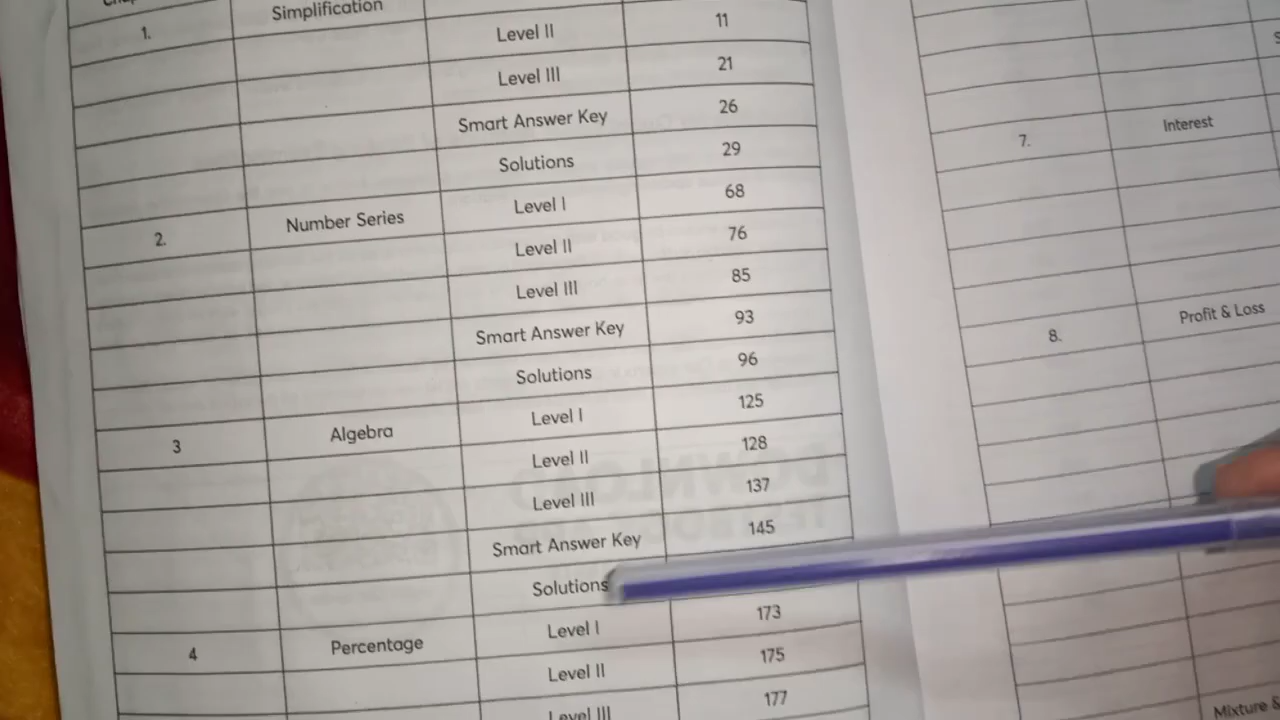 Simplification
1.
Level II 11
Level III 21
Smart Answer Key 26
Solutions 29
2. Number Series Level I 68
Level II 76
Level III 85
Smart Answer Key 93
Solutions 96
3 Algebra Level I 125
Level II 128
Level III 137
Smart Answer Key 145
Solutions
4 Percentage Level I 173
Level II 175
Level III 177
7. Interest
8. Profit & Loss
Mixture &